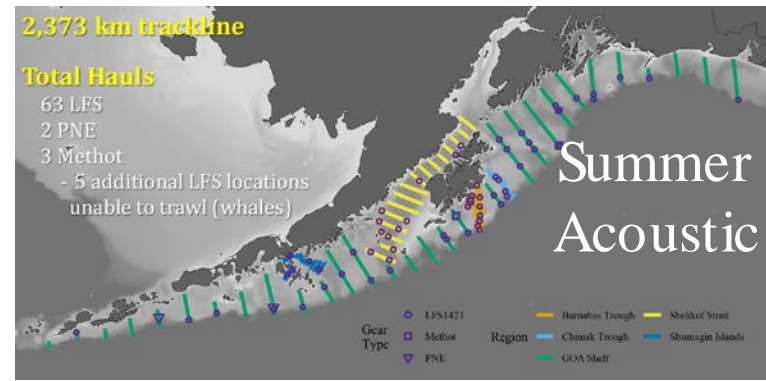 2,373 km trackline
Total Hauls
63 LFS
2 PNE
3 Methot
- 5 additional LFS locations
unable to trawl (whales)
Summer
Acoustic
Gear
Type
LFS1421
Methot
PNE
Region
Barnabus Trough
Chiniak Trough
GOA Shelf
Shelikof Strait
Shumagin Islands